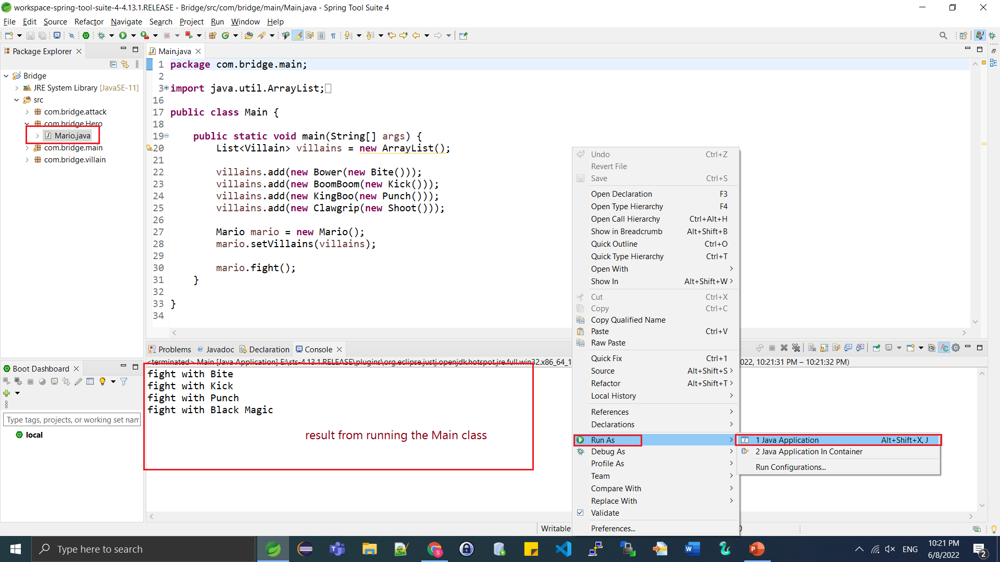 workspace-spring-tool-suite-4-4.13.1.RELEASE - Bridge/src/com/bridge/main/Main.java - Spring Tool Suite 4
File Edit Source Refactor Navigate Search Project Run Window Help
Package Explorer
Bridge
JRE System Library [JavaSE-11]
src
com.bridge.attack
com.bridge.Hero
Mario.java
com.bridge.main
com.bridge.villain
Main.java
1 package com.bridge.main;
2
3 import java.util.ArrayList;
16
17 public class Main {
18
19 public static void main(String[] args) {
20 List<Villain> villains = new ArrayList();
21
22 villains.add(new Bower(new Bite()));
23 villains.add(new BoomBoom(new Kick()));
24 villains.add(new KingBoo(new Punch()));
25 villains.add(new Clawgrip(new Shoot()));
26
27 Mario mario = new Mario();
28 mario.setVillains(villains);
29
30 mario.fight();
31 }
32
33 }
34
Undo Ctrl+Z
Revert File
Save Ctrl+S
Open Declaration F3
Open Type Hierarchy F4
Open Call Hierarchy Ctrl+Alt+H
Show in Breadcrumb Alt+Shift+B
Quick Outline Ctrl+O
Quick Type Hierarchy Ctrl+T
Open With
Show In Alt+Shift+W
Cut Ctrl+X
Copy Ctrl+C
Copy Qualified Name
Paste Ctrl+V
Raw Paste
Quick Fix Ctrl+1
Source Alt+Shift+S
Refactor Alt+Shift+T
Local History
References
Declarations
Run As
Debug As
Profile As
Team
Compare With
Replace With
Validate
Preferences...
1 Java Application Alt+Shift+X, J
2 Java Application In Container
Run Configurations...
Problems Javadoc Declaration Console
<terminated> Main [Java Application] E:\sts-4.13.1.RELEASE\plugins\org.eclipse.justj.openjdk.hotspot.jre.full.win32.x86_64_1 2022, 10:21:31 PM – 10:21:32 PM)
fight with Bite
fight with Kick
fight with Punch
fight with Black Magic
result from running the Main class
Boot Dashboard
Type tags, projects, or working set nam
local
Writable
Type here to search
ENG
10:21 PM
6/8/2022
2